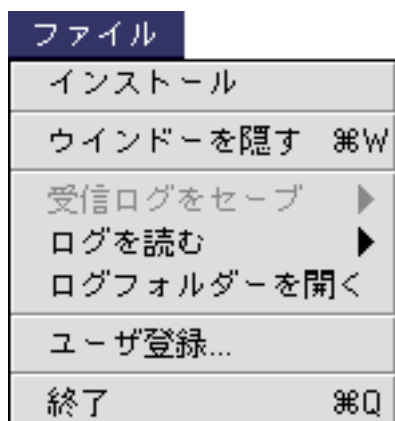 ファイル
インストール
ウインドーを隠す ⌘W
受信ログをセーブ ▶
ログを読む ▶
ログフォルダーを開く
ユーザ登録...
終了 ⌘Q